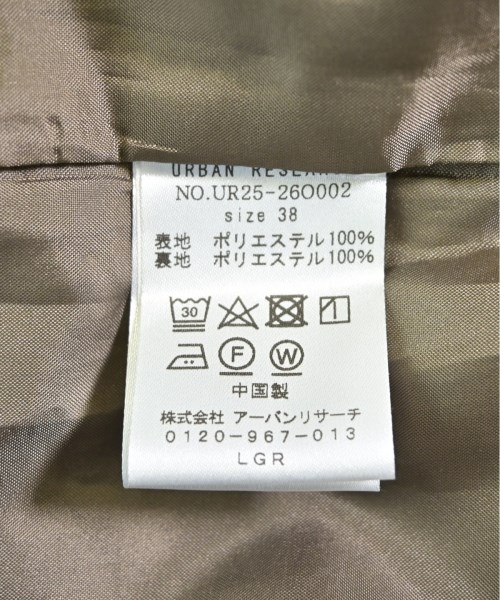 URBAN RESEARCH
NO.UR25-26O002
size 38
表地 ポリエステル100%
裏地 ポリエステル100%
30
F W
中国製
株式会社 アーバンリサーチ
0120-967-013
LGR